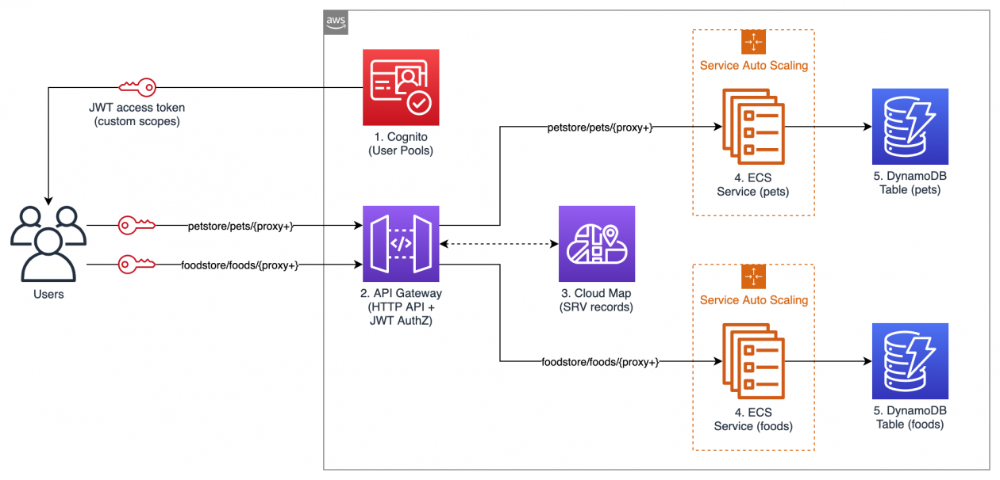 aws
Service Auto Scaling
JWT access token
(custom scopes)
1. Cognito
(User Pools)
petstore/pets/{proxy+}
4. ECS
Service (pets)
5. DynamoDB
Table (pets)
petstore/pets/{proxy+}
foodstore/foods/{proxy+}
Users
2. API Gateway
(HTTP API +
JWT AuthZ)
3. Cloud Map
(SRV records)
Service Auto Scaling
foodstore/foods/{proxy+}
4. ECS
Service (foods)
5. DynamoDB
Table (foods)